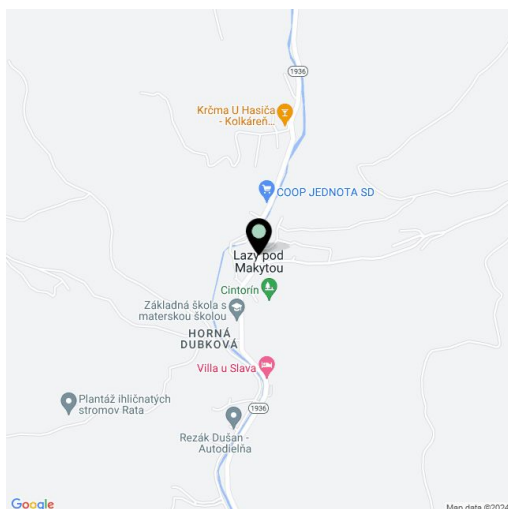 1936
Krčma U Hasiča
- Kolkáreň...
COOP JEDNOTA SD
Lazy pod
Makytou
Cintorín
Základná škola s
materskou školou
HORNÁ
DUBKOVÁ
Villa u Slava
Plantáž ihličnatých
stromov Rata
1936
Rezák Dušan -
Autodielňa
Google
Map data ©2024